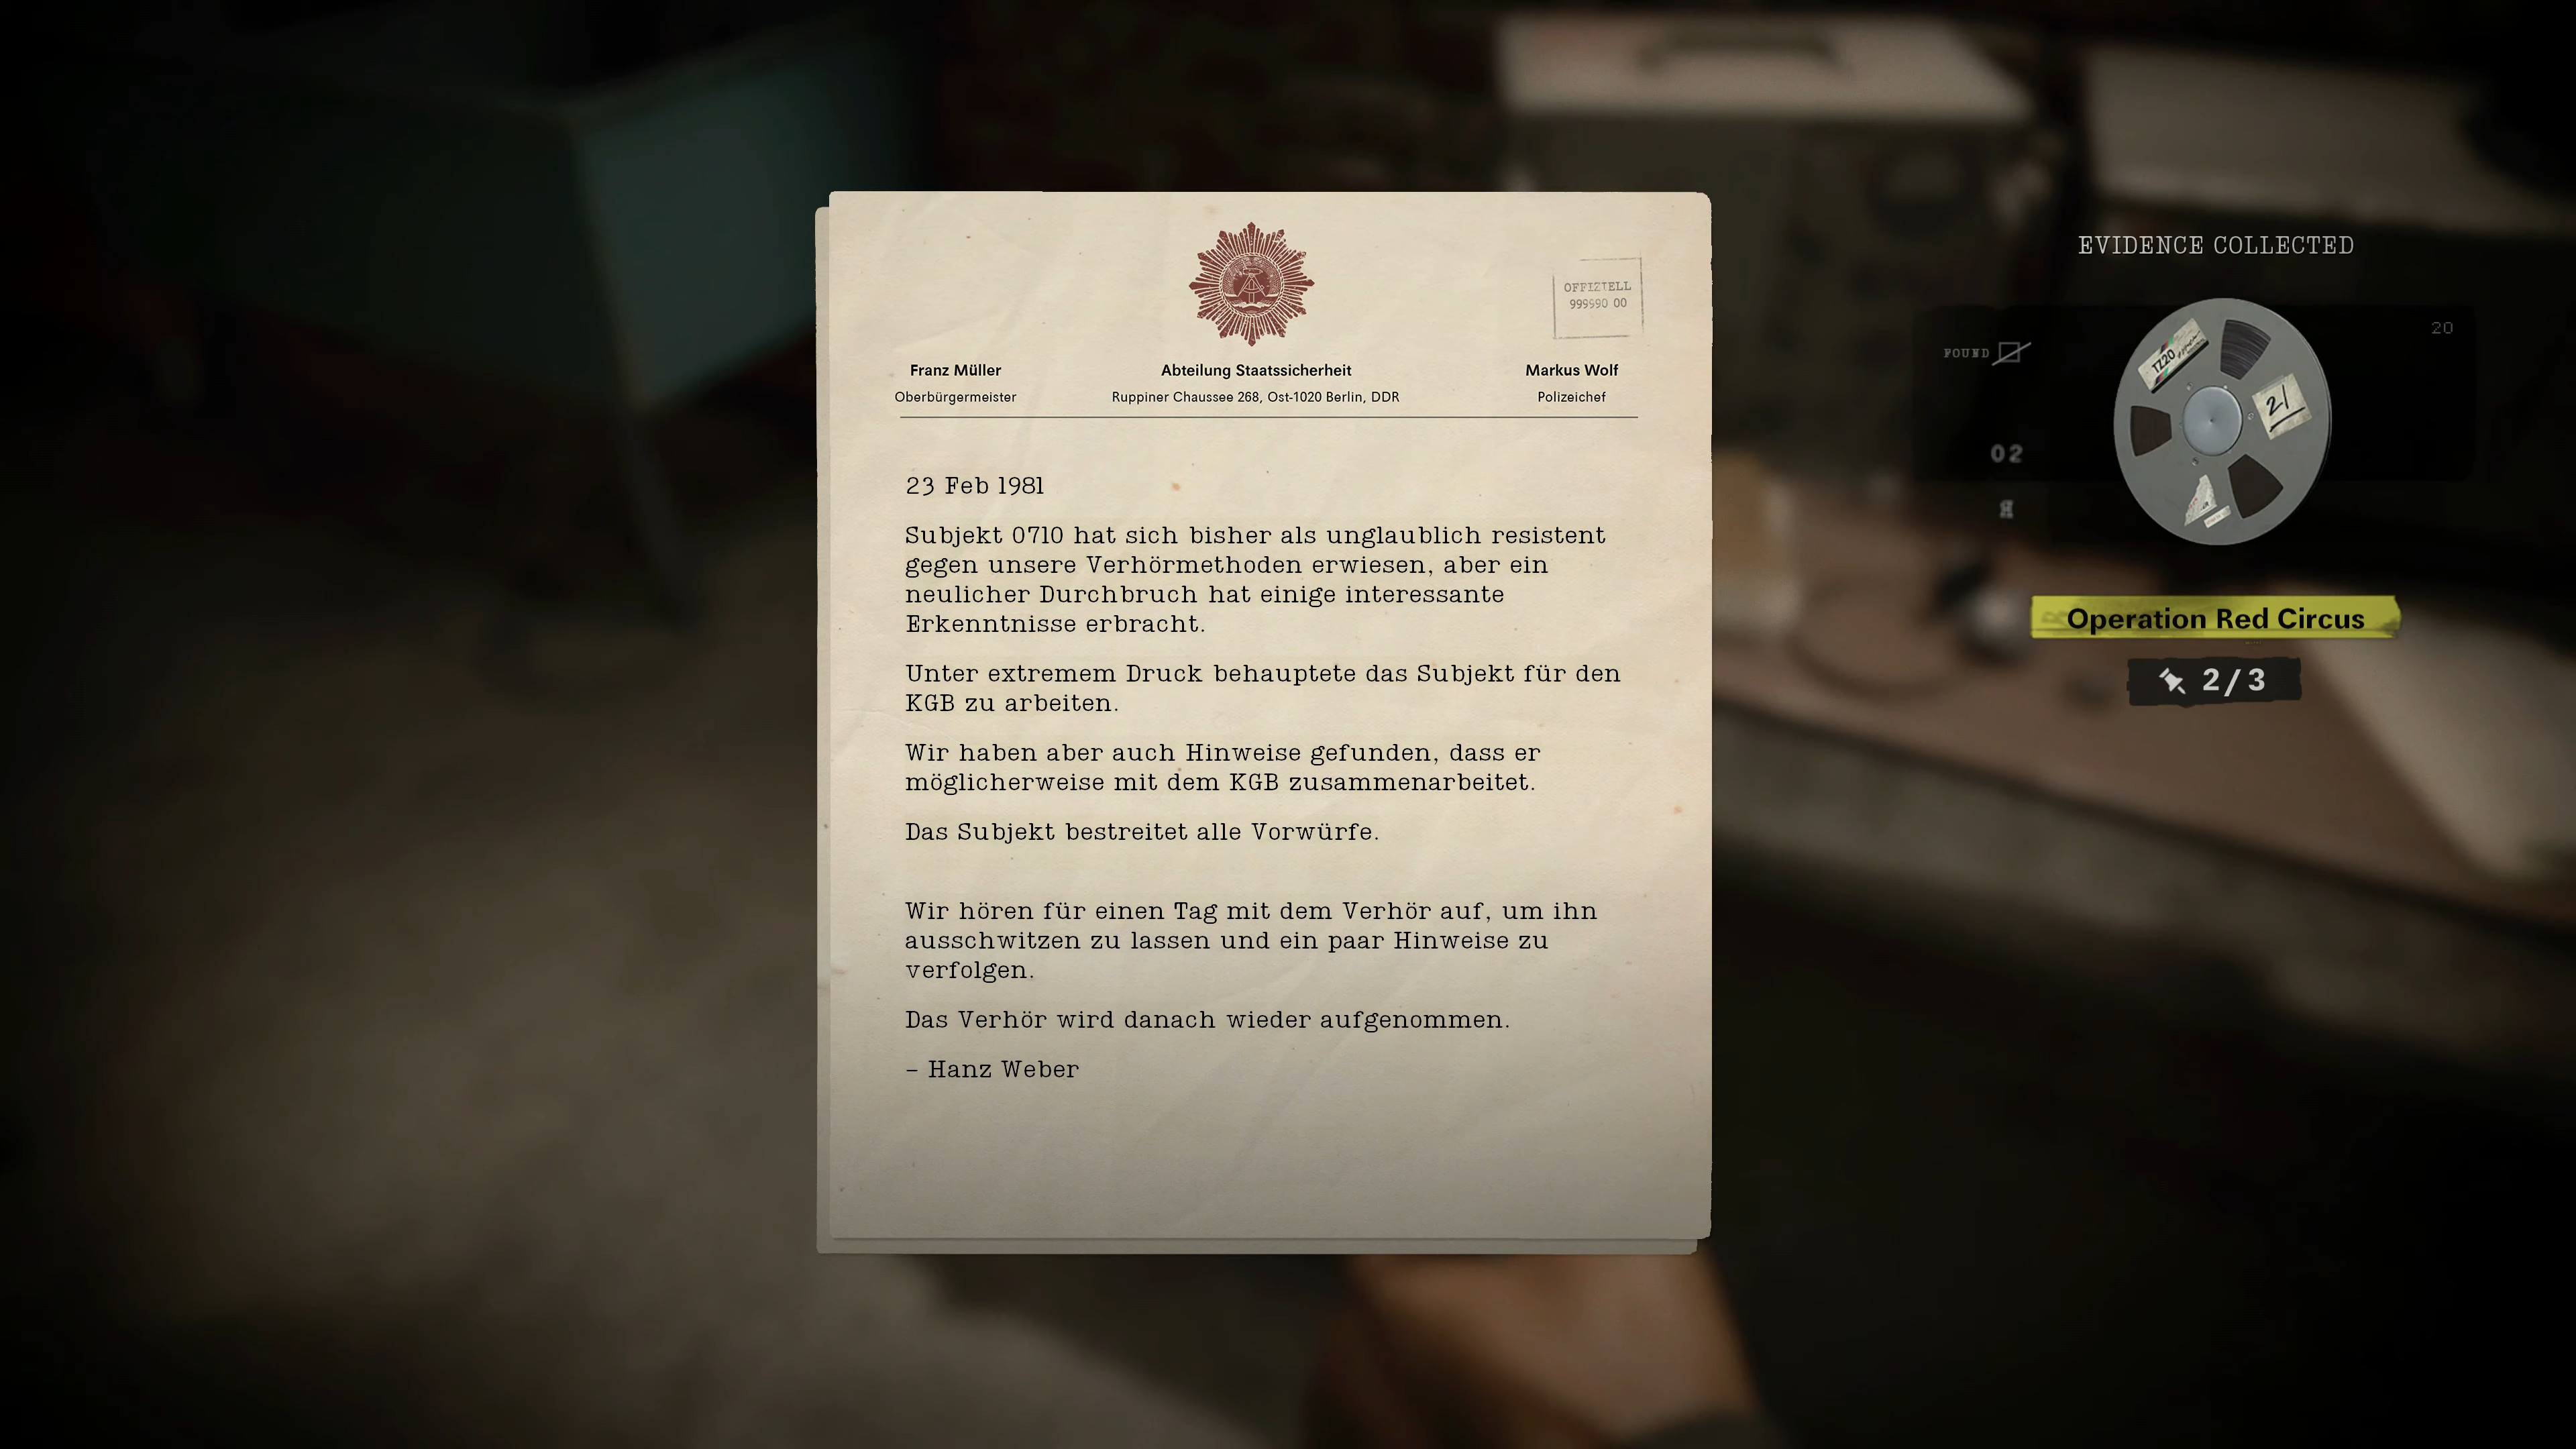 OFFIZIELL
999990 00
Franz Müller
Oberbürgermeister
Abteilung Staatssicherheit
Ruppiner Chaussee 268, Ost-1020 Berlin, DDR
Markus Wolf
Polizeichef
23 Feb 1981
Subjekt 0710 hat sich bisher als unglaublich resistent
gegen unsere Verhörmethoden erwiesen, aber ein
neulicher Durchbruch hat einige interessante
Erkenntnisse erbracht.
Unter extremem Druck behauptete das Subjekt für den
KGB zu arbeiten.
Wir haben aber auch Hinweise gefunden, dass er
möglicherweise mit dem KGB zusammenarbeitet.
Das Subjekt bestreitet alle Vorwürfe.
Wir hören für einen Tag mit dem Verhör auf, um ihn
ausschwitzen zu lassen und ein paar Hinweise zu
verfolgen.
Das Verhör wird danach wieder aufgenommen.
– Hanz Weber
EVIDENCE COLLECTED
20
FOUND
02
Я
TZ20
21
Operation Red Circus
2/3